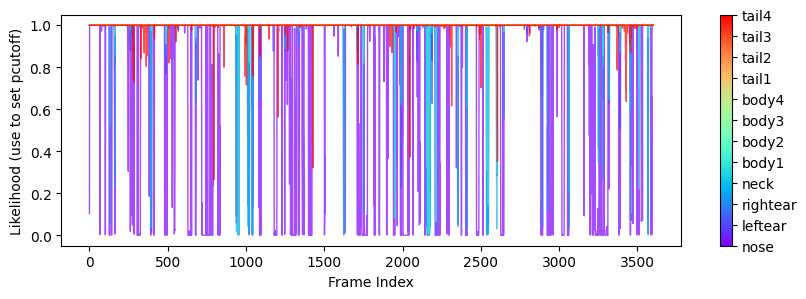 Likelihood (use to set pcutoff)
1.0
0.8
0.6
0.4
0.2
0.0
0
500
1000
1500
2000
2500
3000
3500
Frame Index
tail4
tail3
tail2
tail1
body4
body3
body2
body1
neck
rightear
leftear
nose